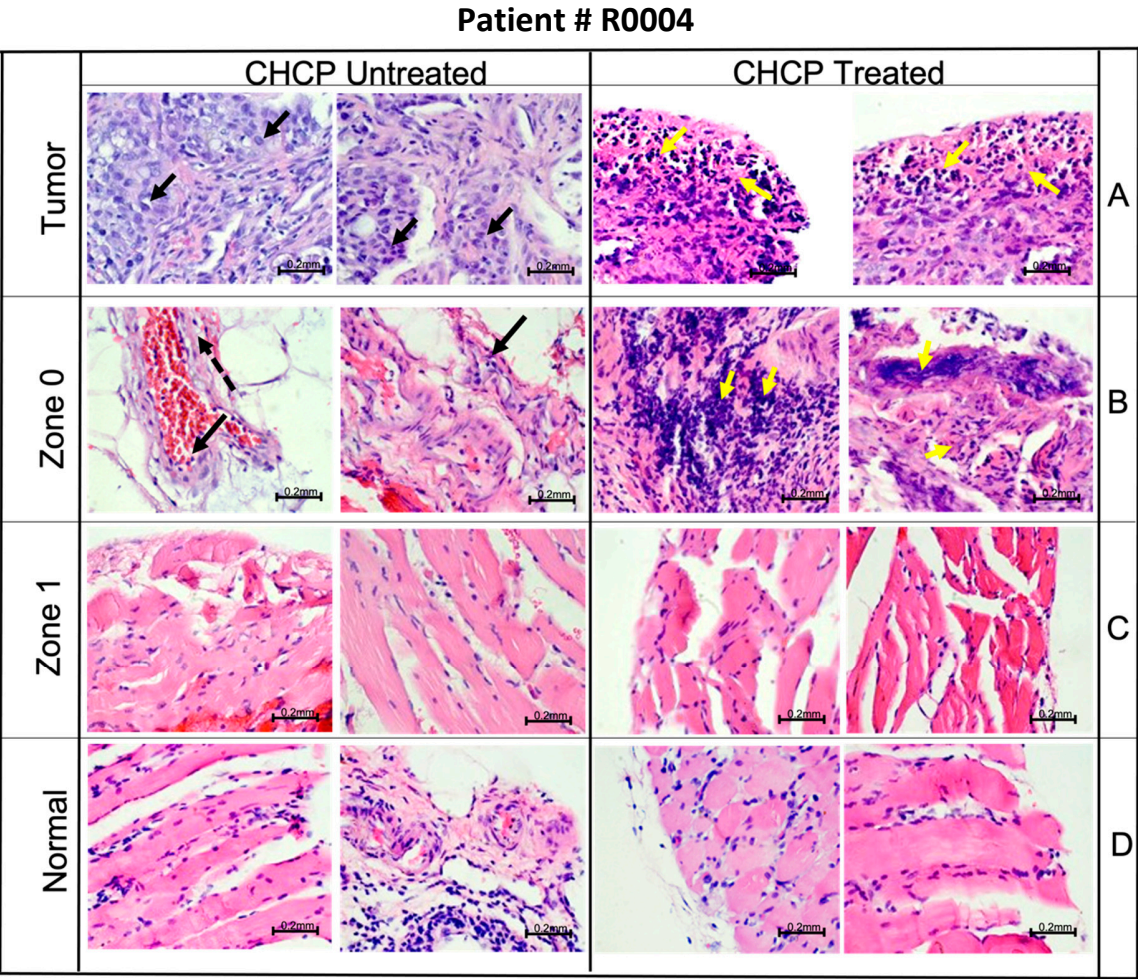 Patient # R0004
CHCP Untreated CHCP Treated
Tumor 0.2mm 0.2mm 0.2mm 0.2mm A
Zone 0 0.2mm 0.2mm 0.2mm 0.2mm B
Zone 1 0.2mm 0.2mm 0.2mm 0.2mm C
Normal 0.2mm 0.2mm 0.2mm 0.2mm D